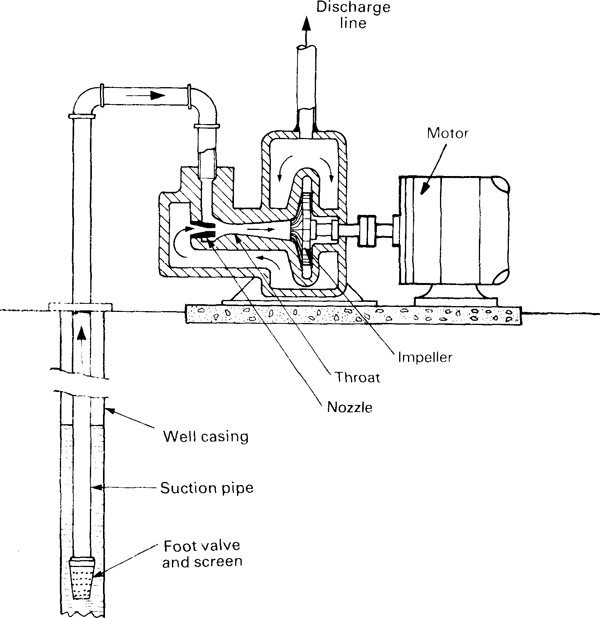 Discharge
line
Motor
Impeller
Throat
Nozzle
Well casing
Suction pipe
Foot valve
and screen